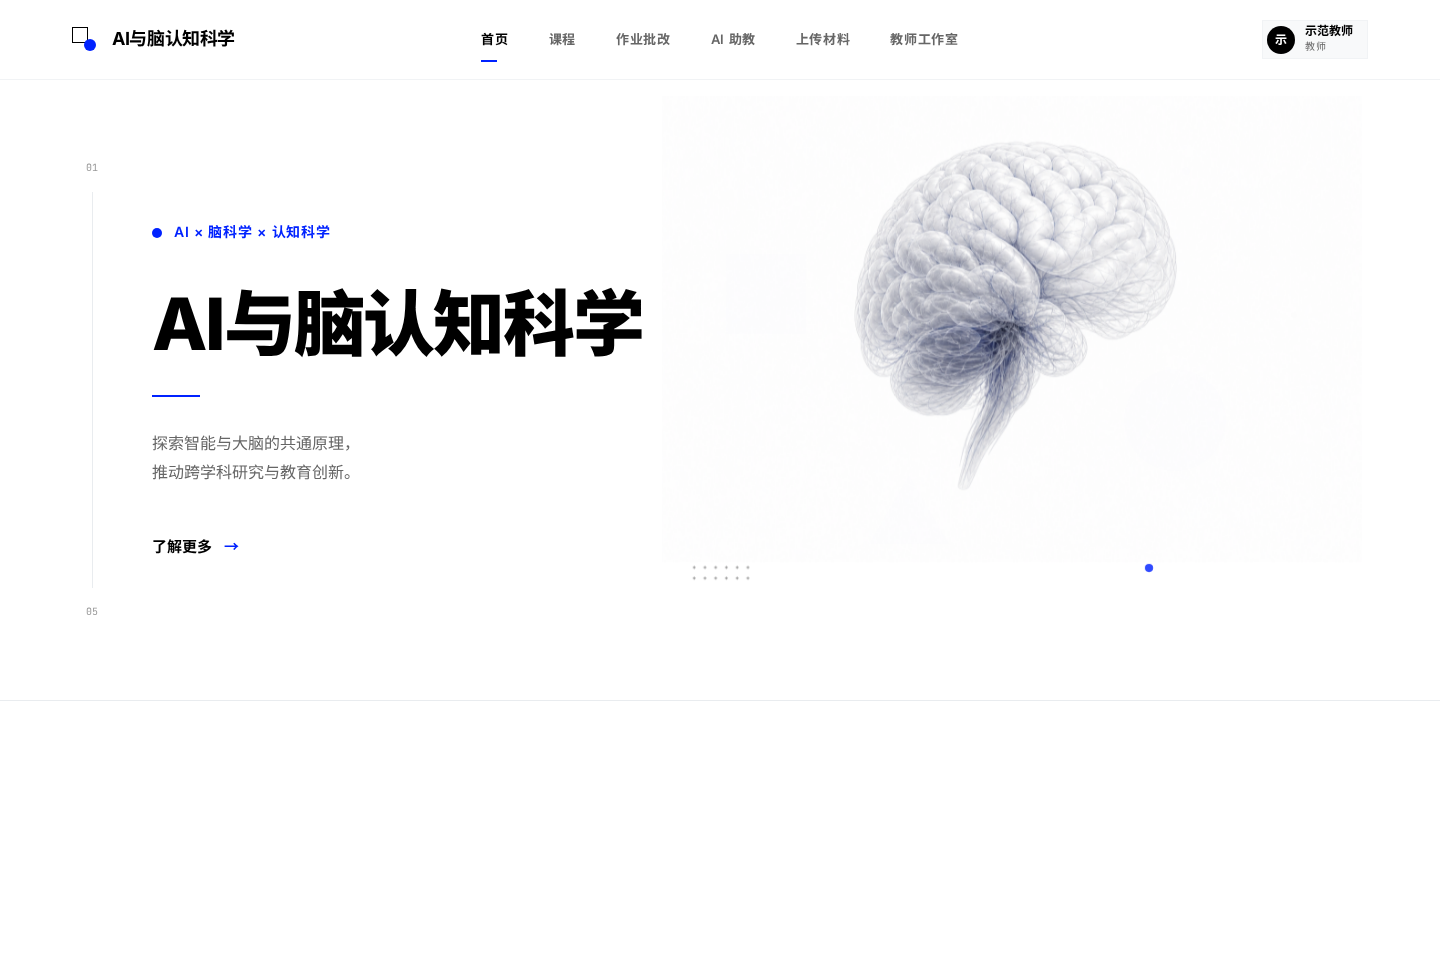 AI与脑认知科学
首页
课程
作业批改
AI 助教
上传材料
教师工作室
示
示范教师
教师
01
AI × 脑科学 × 认知科学
AI与脑认知科学
探索智能与大脑的共通原理，
推动跨学科研究与教育创新。
了解更多 →
05